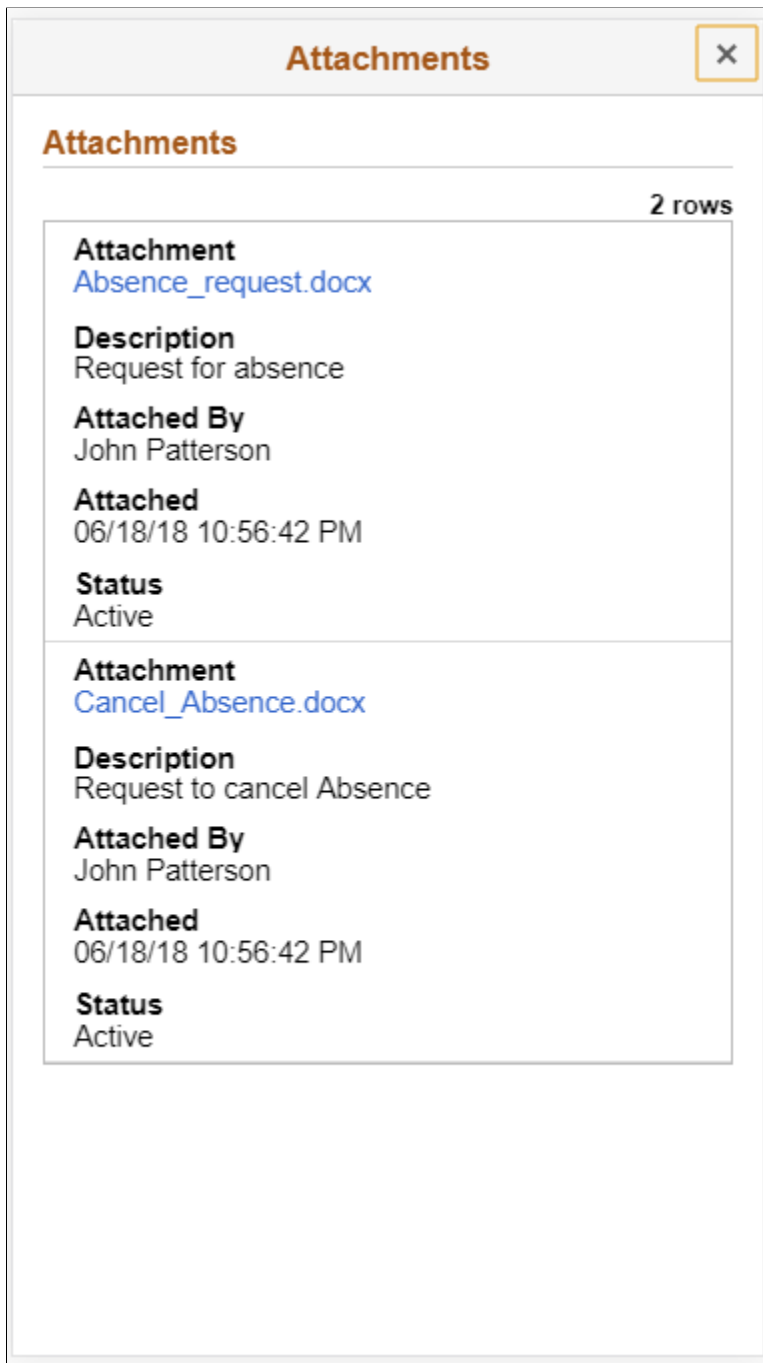 Attachments
Attachments
2 rows
Attachment
Absence_request.docx
Description
Request for absence
Attached By
John Patterson
Attached
06/18/18 10:56:42 PM
Status
Active
Attachment
Cancel_Absence.docx
Description
Request to cancel Absence
Attached By
John Patterson
Attached
06/18/18 10:56:42 PM
Status
Active